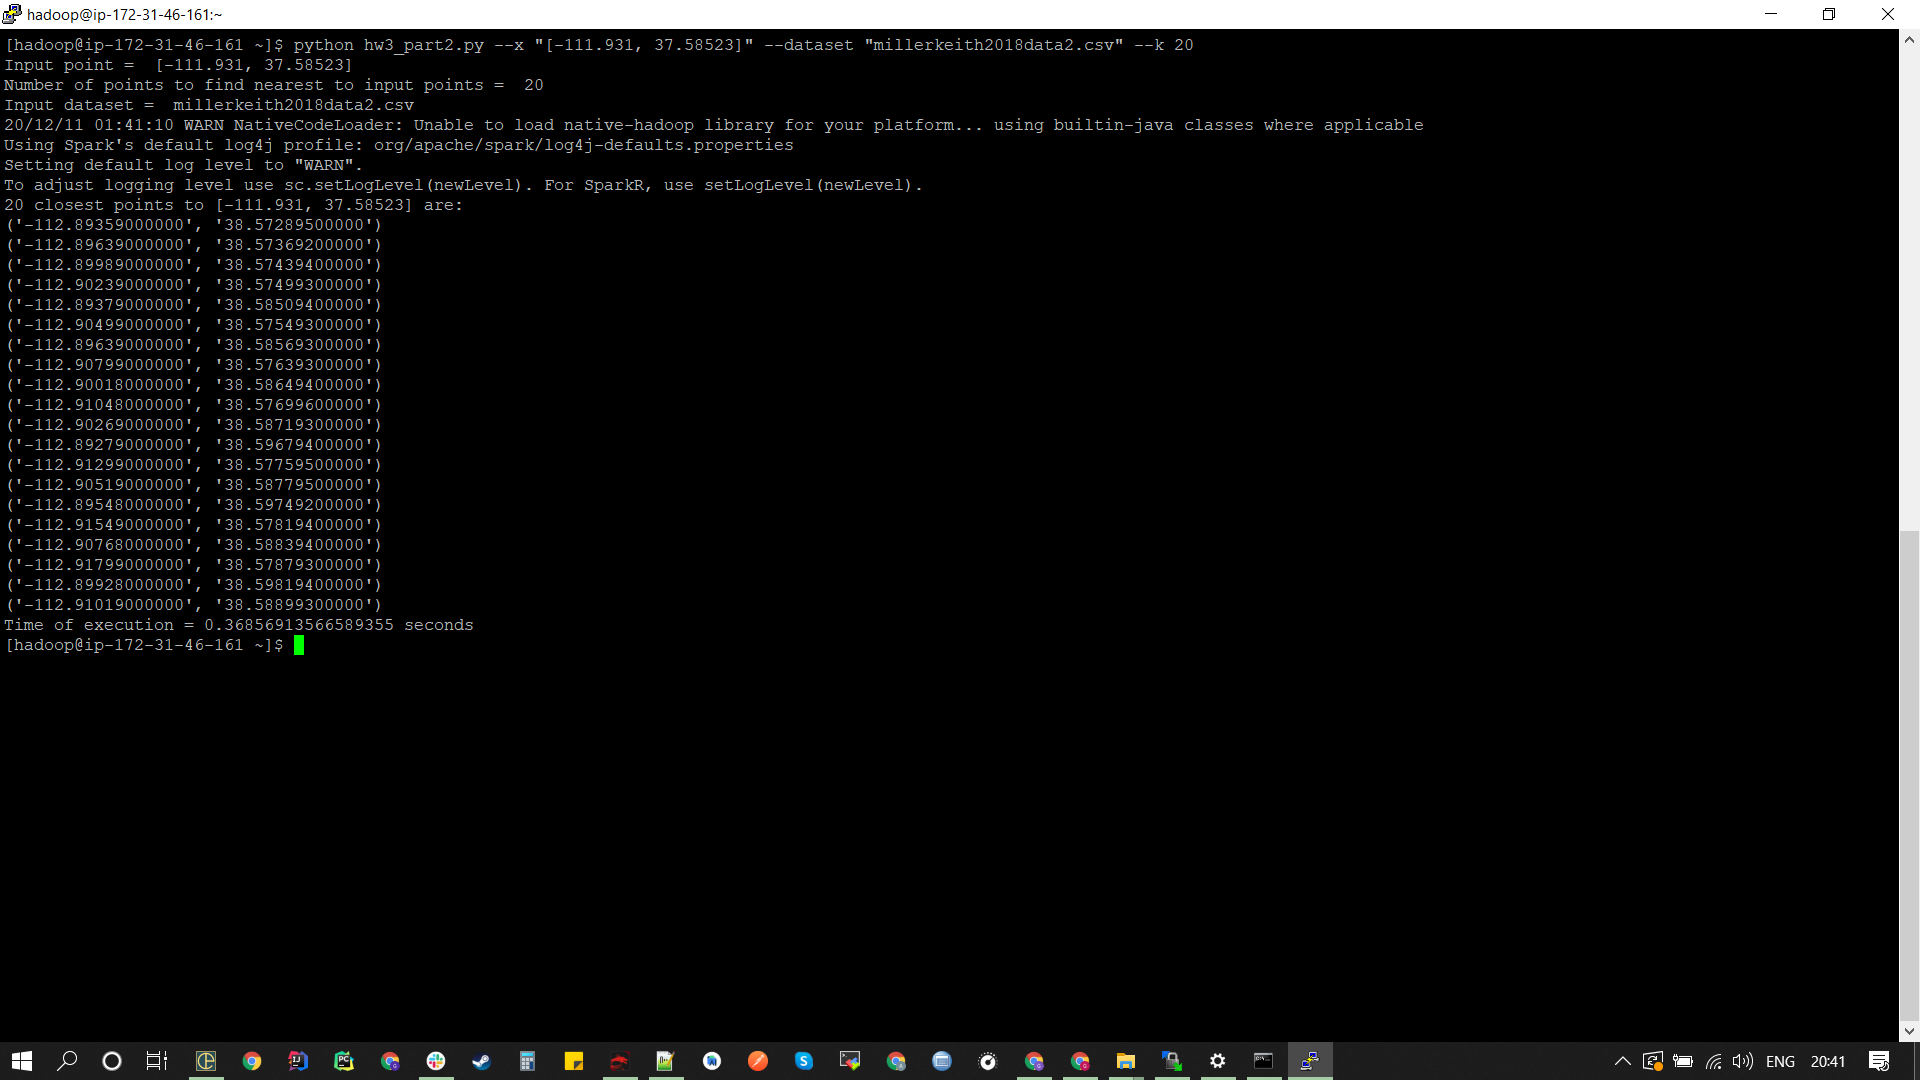 hadoop@ip-172-31-46-161:~
[hadoop@ip-172-31-46-161 ~]$ python hw3_part2.py --x "[-111.931, 37.58523]" --dataset "millerkeith2018data2.csv" --k 20
Input point =  [-111.931, 37.58523]
Number of points to find nearest to input points =  20
Input dataset =  millerkeith2018data2.csv
20/12/11 01:41:10 WARN NativeCodeLoader: Unable to load native-hadoop library for your platform... using builtin-java classes where applicable
Using Spark's default log4j profile: org/apache/spark/log4j-defaults.properties
Setting default log level to "WARN".
To adjust logging level use sc.setLogLevel(newLevel). For SparkR, use setLogLevel(newLevel).
20 closest points to [-111.931, 37.58523] are:
('-112.89359000000', '38.57289500000')
('-112.89639000000', '38.57369200000')
('-112.89989000000', '38.57439400000')
('-112.90239000000', '38.57499300000')
('-112.89379000000', '38.58509400000')
('-112.90499000000', '38.57549300000')
('-112.89639000000', '38.58569300000')
('-112.90799000000', '38.57639300000')
('-112.90018000000', '38.58649400000')
('-112.91048000000', '38.57699600000')
('-112.90269000000', '38.58719300000')
('-112.89279000000', '38.59679400000')
('-112.91299000000', '38.57759500000')
('-112.90519000000', '38.58779500000')
('-112.89548000000', '38.59749200000')
('-112.91549000000', '38.57819400000')
('-112.90768000000', '38.58839400000')
('-112.91799000000', '38.57879300000')
('-112.89928000000', '38.59819400000')
('-112.91019000000', '38.58899300000')
Time of execution = 0.36856913566589355 seconds
[hadoop@ip-172-31-46-161 ~]$
ENG 20:41